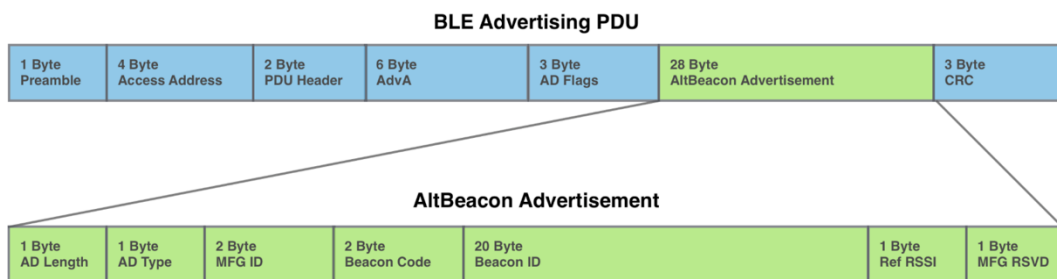 BLE Advertising PDU
1 Byte
Preamble
4 Byte
Access Address
2 Byte
PDU Header
6 Byte
AdvA
3 Byte
AD Flags
28 Byte
AltBeacon Advertisement
3 Byte
CRC
AltBeacon Advertisement
1 Byte
AD Length
1 Byte
AD Type
2 Byte
MFG ID
2 Byte
Beacon Code
20 Byte
Beacon ID
1 Byte
Ref RSSI
1 Byte
MFG RSVD